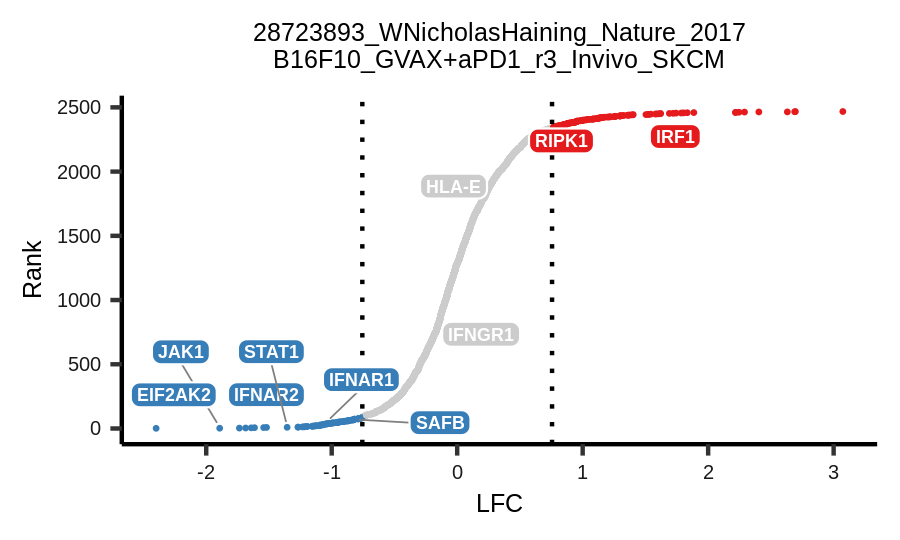 28723893_WNicholasHaining_Nature_2017
B16F10_GVAX+aPD1_r3_Invivo_SKCM
2500
2000
1500
1000
500
0
Rank
RIPK1
IRF1
HLA-E
IFNGR1
JAK1
STAT1
IFNAR1
EIF2AK2
IFNAR2
SAFB
-2
-1
0
1
2
3
LFC